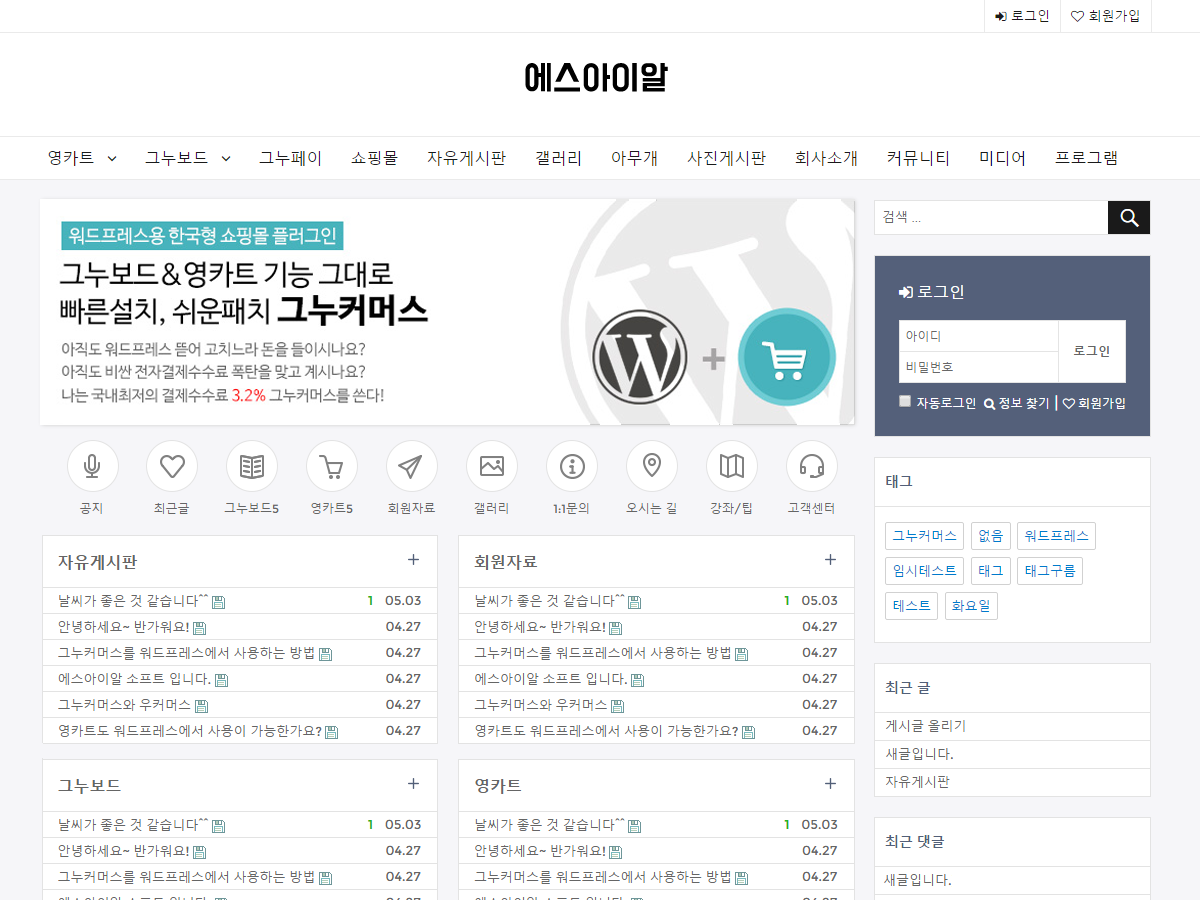 로그인 회원가입
에스아이알
영카트 그누보드 그누페이 쇼핑몰 자유게시판 갤러리 아무개 사진게시판 회사소개 커뮤니티 미디어 프로그램
워드프레스용 한국형 쇼핑몰 플러그인
그누보드&영카트 기능 그대로
빠른설치, 쉬운패치 그누커머스
아직도 워드프레스 뜯어 고치느라 돈을 들이시나요?
아직도 비싼 전자결제수수료 폭탄을 맞고 계시나요?
나는 국내최저의 결제수수료 3.2% 그누커머스를 쓴다!
공지 최근글 그누보드5 영카트5 회원자료 갤러리 1:1문의 오시는 길 강좌/팁 고객센터
자유게시판 +
날씨가 좋은 것 같습니다^^ 1 05.03
안녕하세요~ 반가워요! 04.27
그누커머스를 워드프레스에서 사용하는 방법 04.27
에스아이알 소프트 입니다. 04.27
그누커머스와 우커머스 04.27
영카트도 워드프레스에서 사용이 가능한가요? 04.27
회원자료 +
날씨가 좋은 것 같습니다^^ 1 05.03
안녕하세요~ 반가워요! 04.27
그누커머스를 워드프레스에서 사용하는 방법 04.27
에스아이알 소프트 입니다. 04.27
그누커머스와 우커머스 04.27
영카트도 워드프레스에서 사용이 가능한가요? 04.27
그누보드 +
날씨가 좋은 것 같습니다^^ 1 05.03
안녕하세요~ 반가워요! 04.27
그누커머스를 워드프레스에서 사용하는 방법 04.27
영카트 +
날씨가 좋은 것 같습니다^^ 1 05.03
안녕하세요~ 반가워요! 04.27
그누커머스를 워드프레스에서 사용하는 방법 04.27
검색 ...
로그인
아이디
비밀번호
로그인
자동로그인 정보 찾기 | 회원가입
태그
그누커머스 없음 워드프레스
임시테스트 태그 태그구름
테스트 화요일
최근 글
게시글 올리기
새글입니다.
자유게시판
최근 댓글
새글입니다.